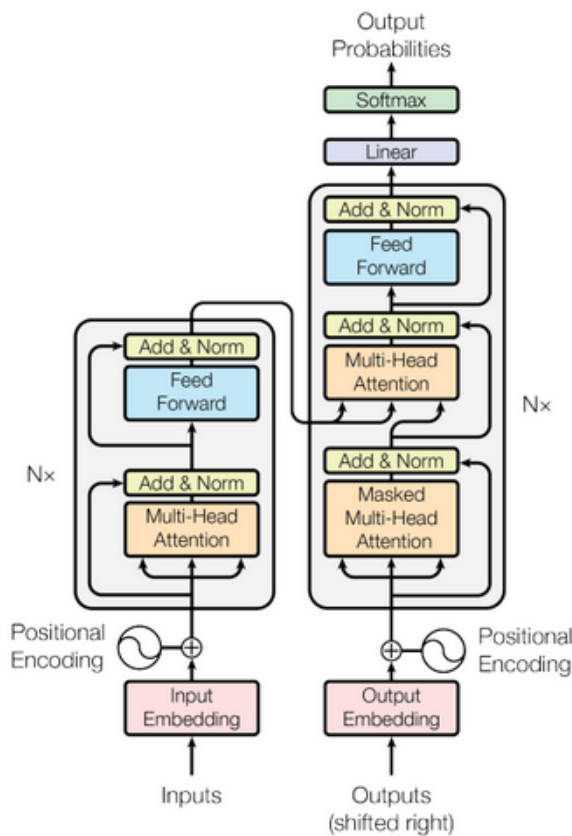 Output
Probabilities
Softmax
Linear
Add & Norm
Feed
Forward
Add & Norm
Multi-Head
Attention
Add & Norm
Masked
Multi-Head
Attention
N×
Positional
Encoding
Output
Embedding
Outputs
(shifted right)
Add & Norm
Feed
Forward
Add & Norm
Multi-Head
Attention
N×
Positional
Encoding
Input
Embedding
Inputs